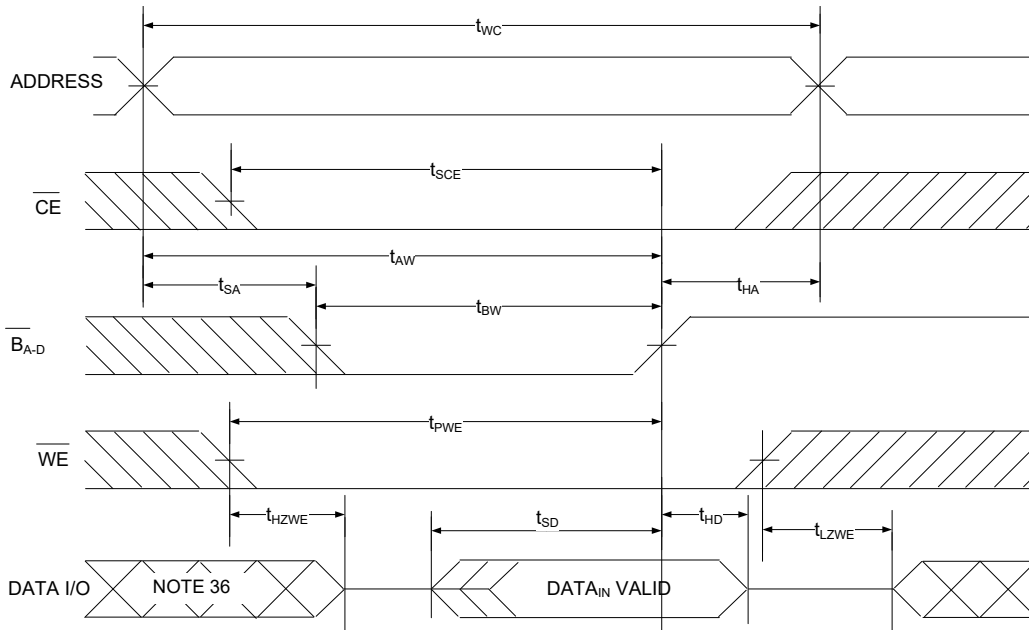 tWC
ADDRESS
tSCE
CE
tAW
tSA
tHA
tBW
BA-D
tPWE
WE
tHZWE
tSD
tHD
tLZWE
DATA I/O
NOTE 36
DATAIN VALID